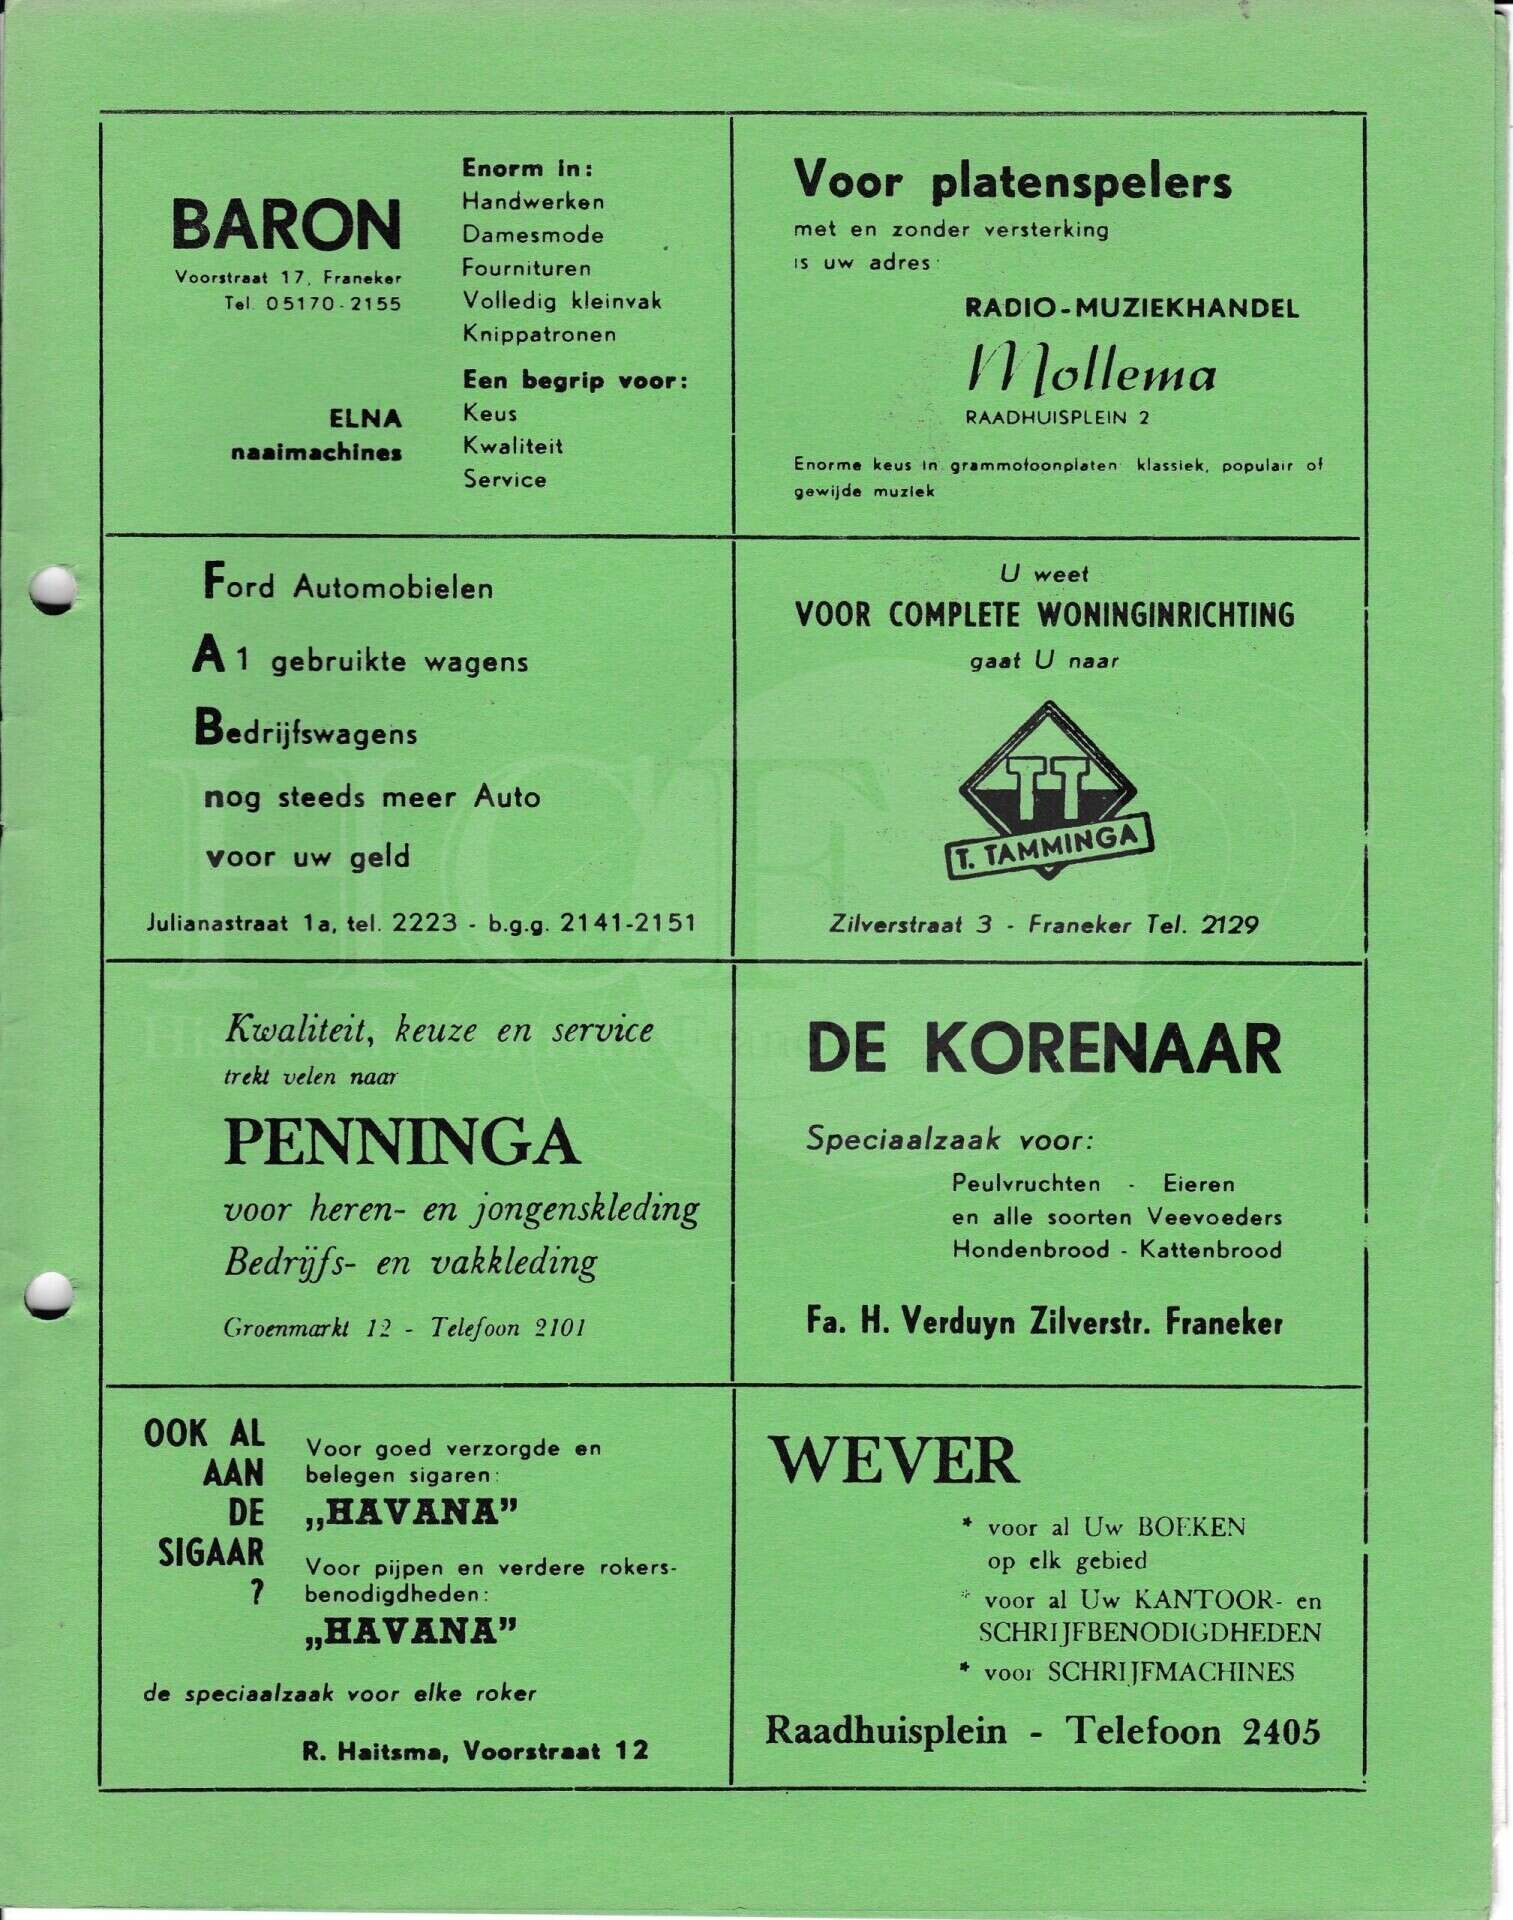 BARON
Voorstraat 17, Franeker
Tel. 05170-2155
ELNA
naaimachines
Enorm in:
Handwerken
Damesmode
Fournituren
Volledig kleinvak
Knippatronen
Een begrip voor:
Keus
Kwaliteit
Service
Voor platenspelers
met en zonder versterking
is uw adres:
RADIO-MUZIEKHANDEL
Mollema
RAADHUISPLEIN 2
Enorme keus in grammofoonplaten: klassiek, populair of
gewijde muziek
Ford Automobielen
A 1 gebruikte wagens
Bedrijfswagens
nog steeds meer Auto
voor uw geld
Julianastraat 1a, tel. 2223 - b.g.g. 2141-2151
U weet
VOOR COMPLETE WONINGINRICHTING
gaat U naar
TT
T. TAMMINGA
Zilverstraat 3 - Franeker Tel. 2129
Kwaliteit, keuze en service
trekt velen naar
PENNINGA
voor heren- en jongenskleding
Bedrijfs- en vakkleding
Groenmarkt 12 - Telefoon 2101
DE KORENAAR
Speciaalzaak voor:
Peulvruchten - Eieren
en alle soorten Veevoeders
Hondenbrood - Kattenbrood
Fa. H. Verduyn Zilverstr. Franeker
OOK AL
AAN
DE
SIGAAR
?
Voor goed verzorgde en
belegen sigaren:
„HAVANA”
Voor pijpen en verdere rokers-
benodigdheden:
„HAVANA”
de speciaalzaak voor elke roker
R. Haitsma, Voorstraat 12
WEVER
* voor al Uw BOEKEN
op elk gebied
* voor al Uw KANTOOR- en
SCHRIJFBENODIGDHEDEN
* voor SCHRIJFMACHINES
Raadhuisplein - Telefoon 2405